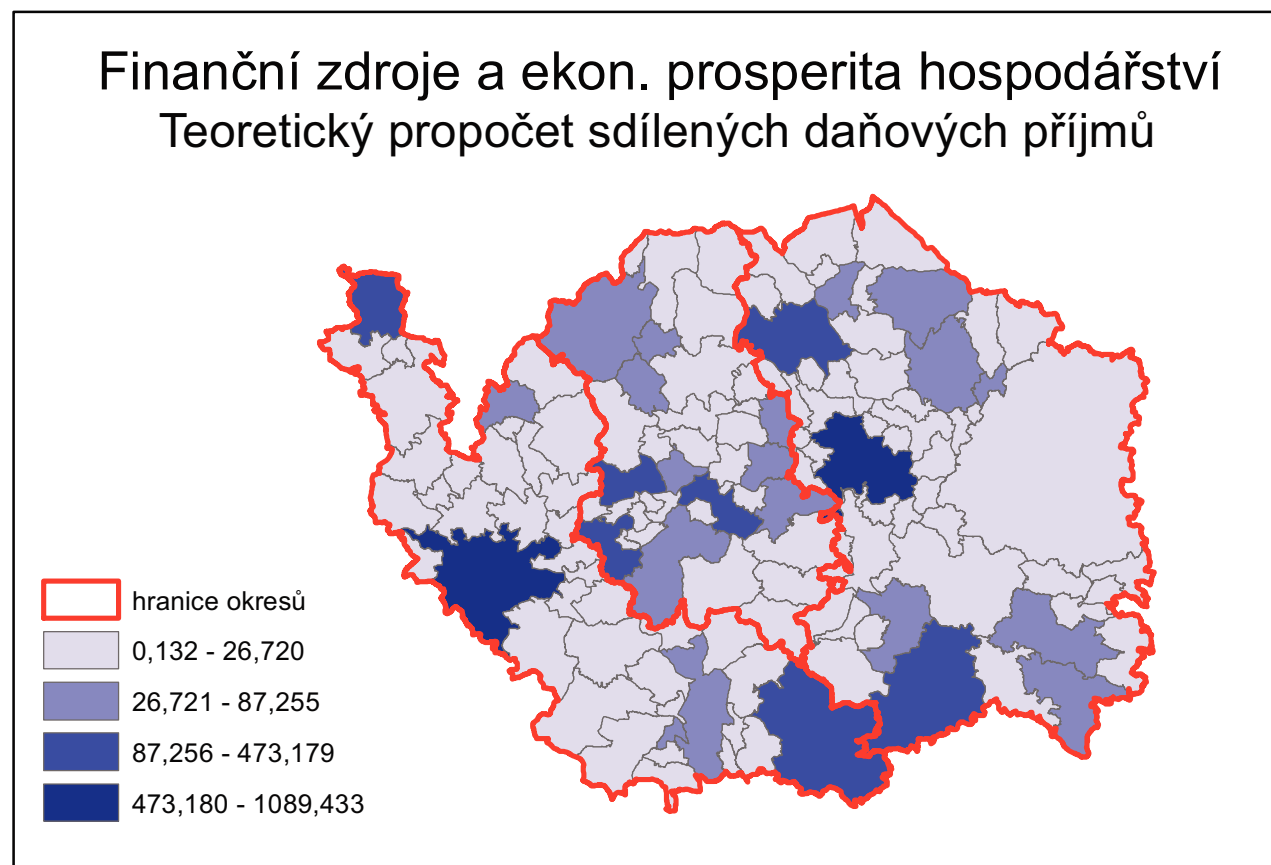 Finanční zdroje a ekon. prosperita hospodářství
Teoretický propočet sdílených daňových příjmů
hranice okresů
0,132 - 26,720
26,721 - 87,255
87,256 - 473,179
473,180 - 1089,433